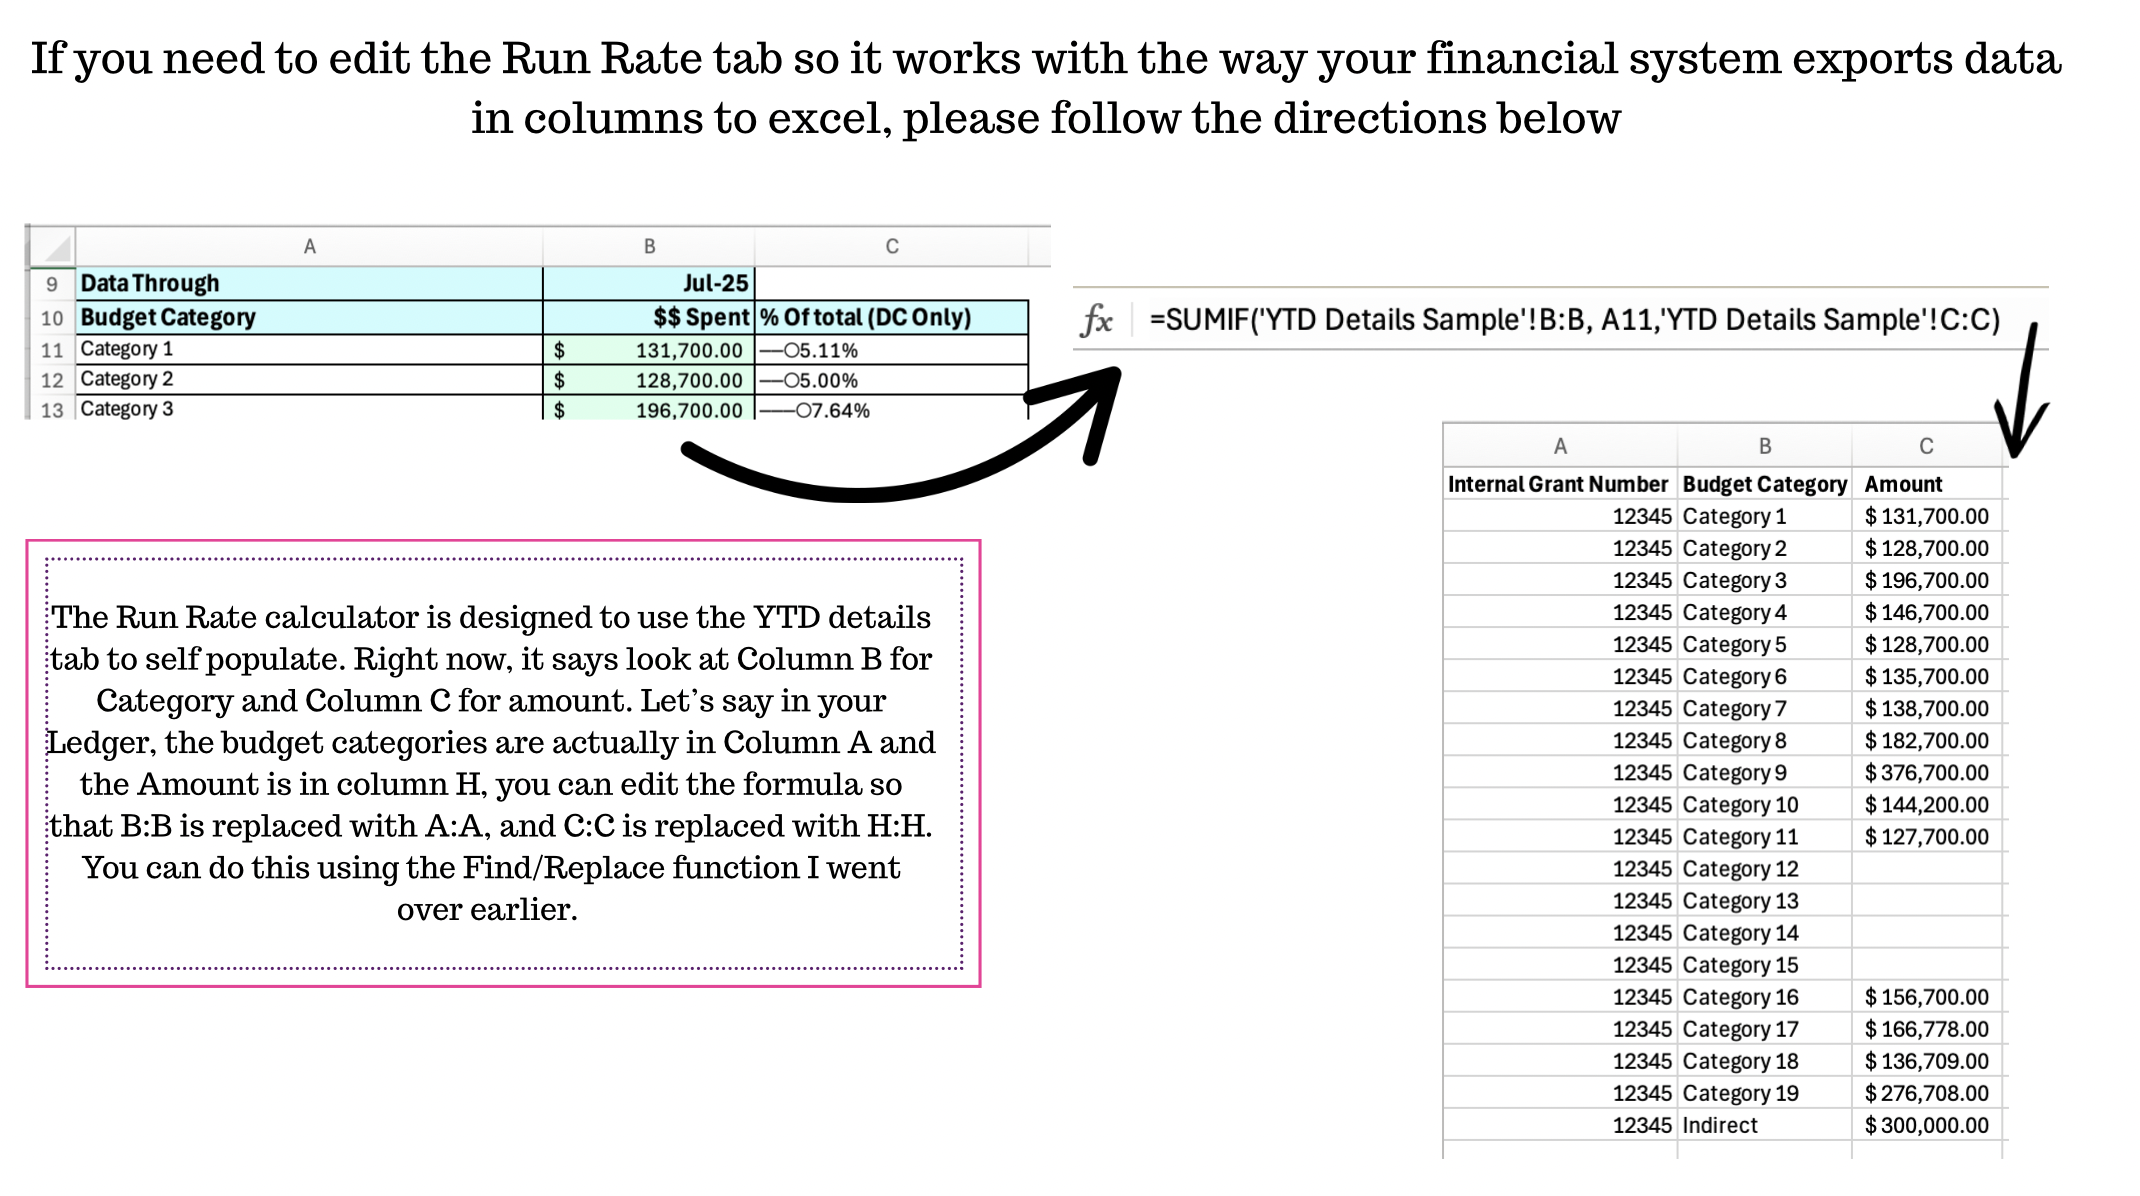 If you need to edit the Run Rate tab so it works with the way your financial system exports data
in columns to excel, please follow the directions below
A B C
9 Data Through Jul-25
10 Budget Category $$ Spent % Of total (DC Only)
11 Category 1 $ 131,700.00 5.11%
12 Category 2 $ 128,700.00 5.00%
13 Category 3 $ 196,700.00 7.64%
fx =SUMIF('YTD Details Sample'!B:B, A11,'YTD Details Sample'!C:C)
The Run Rate calculator is designed to use the YTD details
tab to self populate. Right now, it says look at Column B for
Category and Column C for amount. Let’s say in your
Ledger, the budget categories are actually in Column A and
the Amount is in column H, you can edit the formula so
that B:B is replaced with A:A, and C:C is replaced with H:H.
You can do this using the Find/Replace function I went
over earlier.
A B C
Internal Grant Number Budget Category Amount
12345 Category 1 $ 131,700.00
12345 Category 2 $ 128,700.00
12345 Category 3 $ 196,700.00
12345 Category 4 $ 146,700.00
12345 Category 5 $ 128,700.00
12345 Category 6 $ 135,700.00
12345 Category 7 $ 138,700.00
12345 Category 8 $ 182,700.00
12345 Category 9 $ 376,700.00
12345 Category 10 $ 144,200.00
12345 Category 11 $ 127,700.00
12345 Category 12
12345 Category 13
12345 Category 14
12345 Category 15
12345 Category 16 $ 156,700.00
12345 Category 17 $ 166,778.00
12345 Category 18 $ 136,709.00
12345 Category 19 $ 276,708.00
12345 Indirect $ 300,000.00